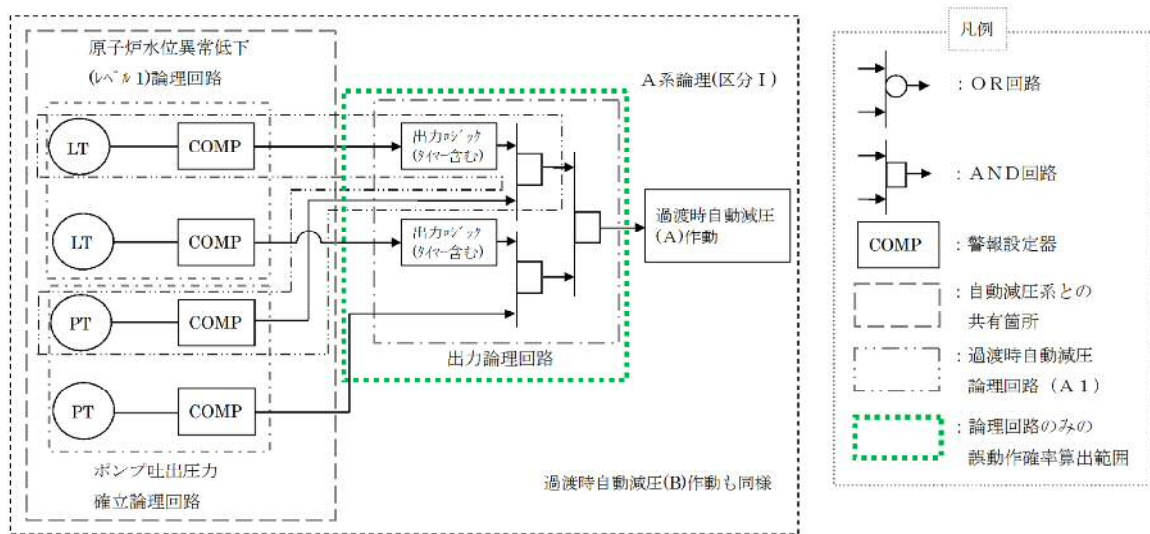 原子炉水位異常低下
(ﾚﾍﾞﾙ1)論理回路
A系論理(区分Ⅰ)
LT
COMP
出力ﾛｼﾞｯｸ
(ﾀｲﾏｰ含む)
LT
COMP
出力ﾛｼﾞｯｸ
(ﾀｲﾏｰ含む)
過渡時自動減圧
(A)作動
PT
COMP
出力論理回路
PT
COMP
ポンプ吐出圧力
確立論理回路
過渡時自動減圧(B)作動も同様
凡例
：OR回路
：AND回路
COMP
：警報設定器
：自動減圧系との
共有箇所
：過渡時自動減圧
論理回路（A1）
：論理回路のみの
誤動作確率算出範囲